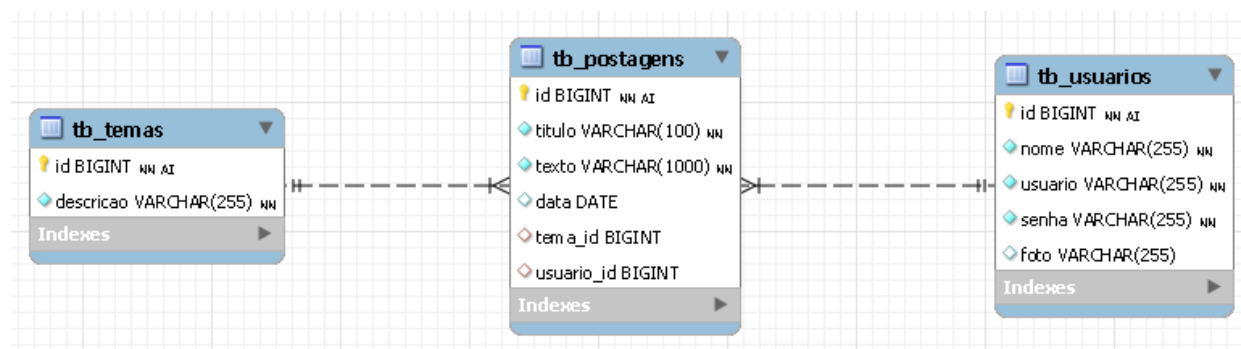 tb_temas
id BIGINT NN AI
descricao VARCHAR(255) NN
Indexes
tb_postagens
id BIGINT NN AI
titulo VARCHAR(100) NN
texto VARCHAR(1000) NN
data DATE
tema_id BIGINT
usuario_id BIGINT
Indexes
tb_usuarios
id BIGINT NN AI
nome VARCHAR(255) NN
usuario VARCHAR(255) NN
senha VARCHAR(255) NN
foto VARCHAR(255)
Indexes